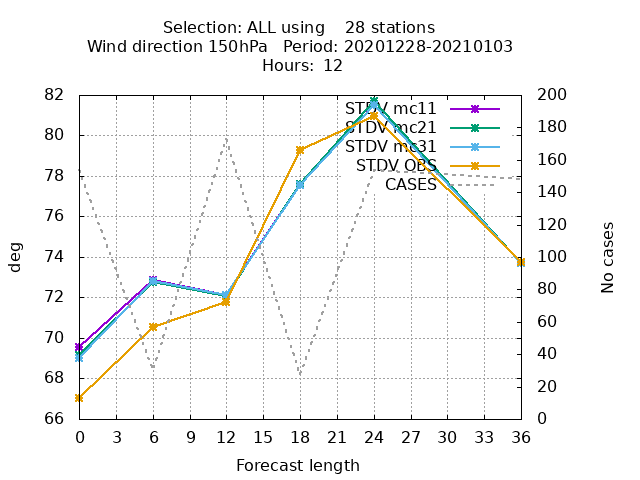 Selection: ALL using    28 stations
Wind direction 150hPa   Period: 20201228-20210103
Hours:  12
82
80
78
76
74
72
70
68
66
200
180
160
140
120
100
80
60
40
20
0
STDV mc11
STDV mc21
STDV mc31
STDV OBS
CASES
deg
No cases
0 3 6 9 12 15 18 21 24 27 30 33 36
Forecast length